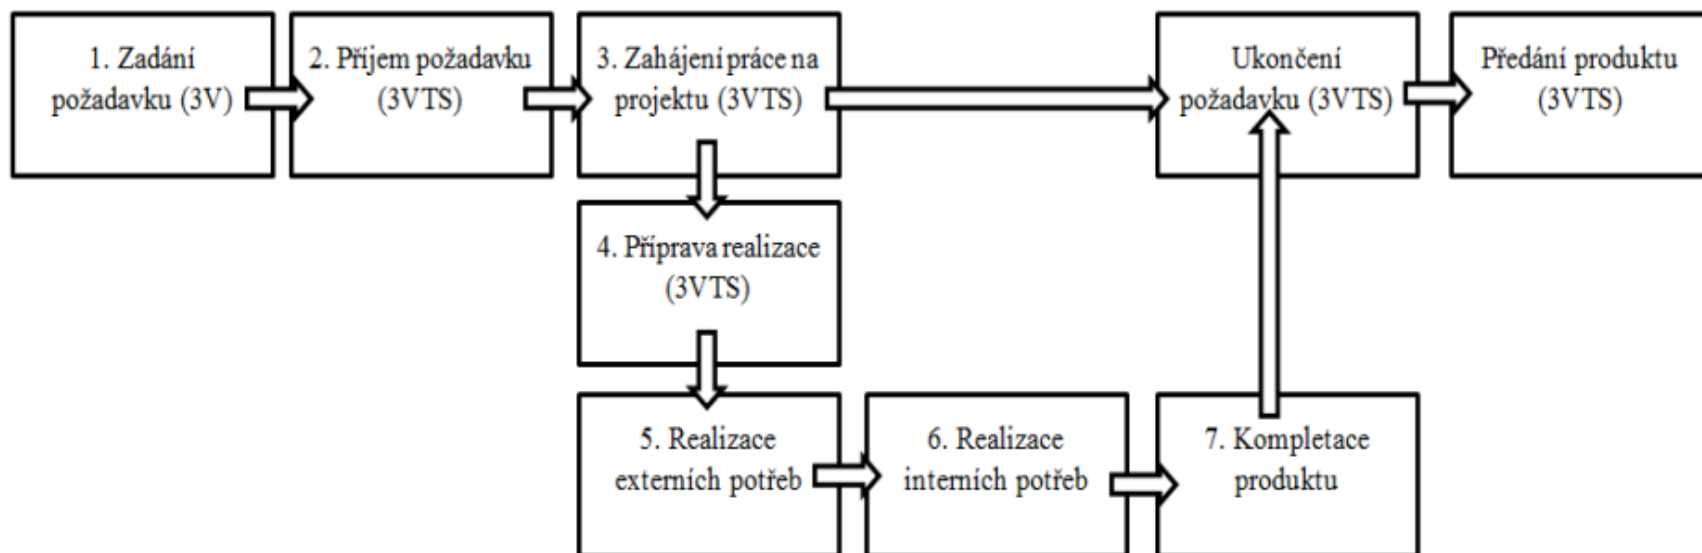 1. Zadání
požadavku (3V)
2. Příjem požadavku
(3VTS)
3. Zahájení práce na
projektu (3VTS)
Ukončení
požadavku (3VTS)
Předání produktu
(3VTS)
4. Příprava realizace
(3VTS)
5. Realizace
externích potřeb
6. Realizace
interních potřeb
7. Kompletace
produktu